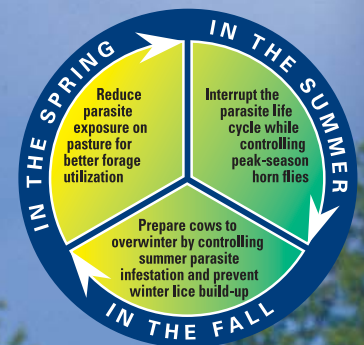 IN THE SPRING
Reduce
parasite
exposure on
pasture for
better forage
utilization
IN THE SUMMER
Interrupt the
parasite life
cycle while
controlling
peak-season
horn flies
Prepare cows to
overwinter by controlling
summer parasite
infestation and prevent
winter lice build-up
IN THE FALL